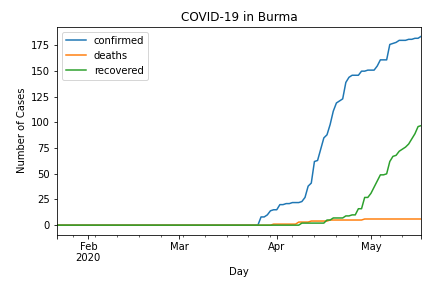 COVID-19 in Burma
confirmed
deaths
recovered
Number of Cases
175
150
125
100
75
50
25
0
Feb
2020
Mar
Apr
May
Day